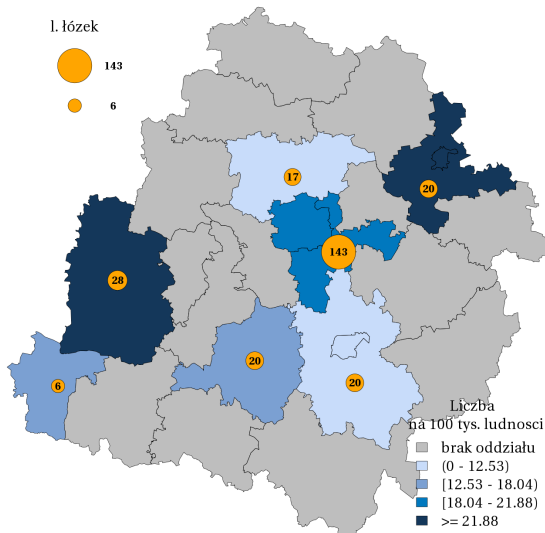 l. łózek
143
6
17
20
143
28
20
6
20
Liczba
na 100 tys. ludnosci
brak oddziału
(0 - 12.53)
[12.53 - 18.04)
[18.04 - 21.88)
>= 21.88